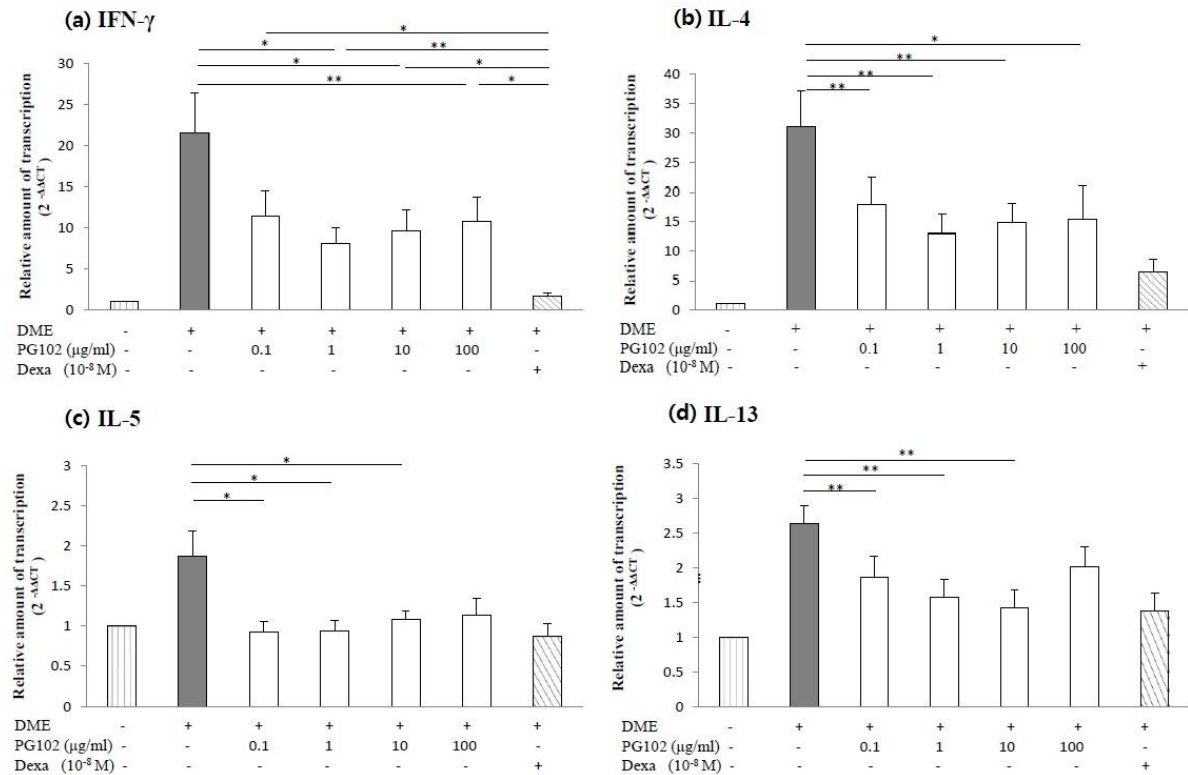 (a) IFN-γ
* 
* **
* *
** *
Relative amount of transcription
(2 -ΔΔCT )
30
25
20
15
10
5
0
DME - + + + + + +
PG102 (µg/ml) - - 0.1 1 10 100 -
Dexa (10-8 M) - - - - - - +
(b) IL-4
*
**
**
**
Relative amount of transcription
(2 -ΔΔCT )
40
35
30
25
20
15
10
5
0
DME - + + + + + +
PG102 (µg/ml) - - 0.1 1 10 100 -
Dexa (10-8 M) - - - - - - +
(c) IL-5
*
*
*
Relative amount of transcription
(2 -ΔΔCT )
3
2.5
2
1.5
1
0.5
0
DME - + + + + + +
PG102 (µg/ml) - - 0.1 1 10 100 -
Dexa (10-8 M) - - - - - - +
(d) IL-13
**
**
**
Relative amount of transcription
(2 -ΔΔCT )
3.5
3
2.5
2
1.5
1
0.5
0
DME - + + + + + +
PG102 (µg/ml) - - 0.1 1 10 100 -
Dexa (10-8 M) - - - - - - +